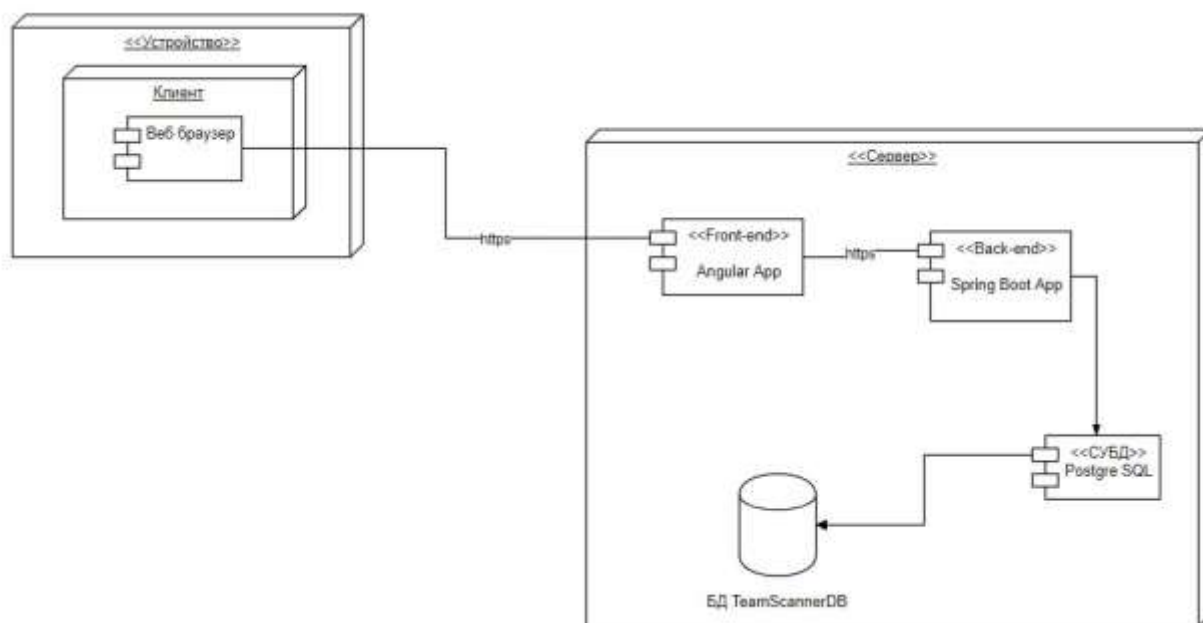 <<Устройство>>
Клиент
Веб браузер
<<Сервер>>
https
<<Front-end>>
Angular App
https
<<Back-end>>
Spring Boot App
<<СУБД>>
Postgre SQL
БД TeamScannerDB